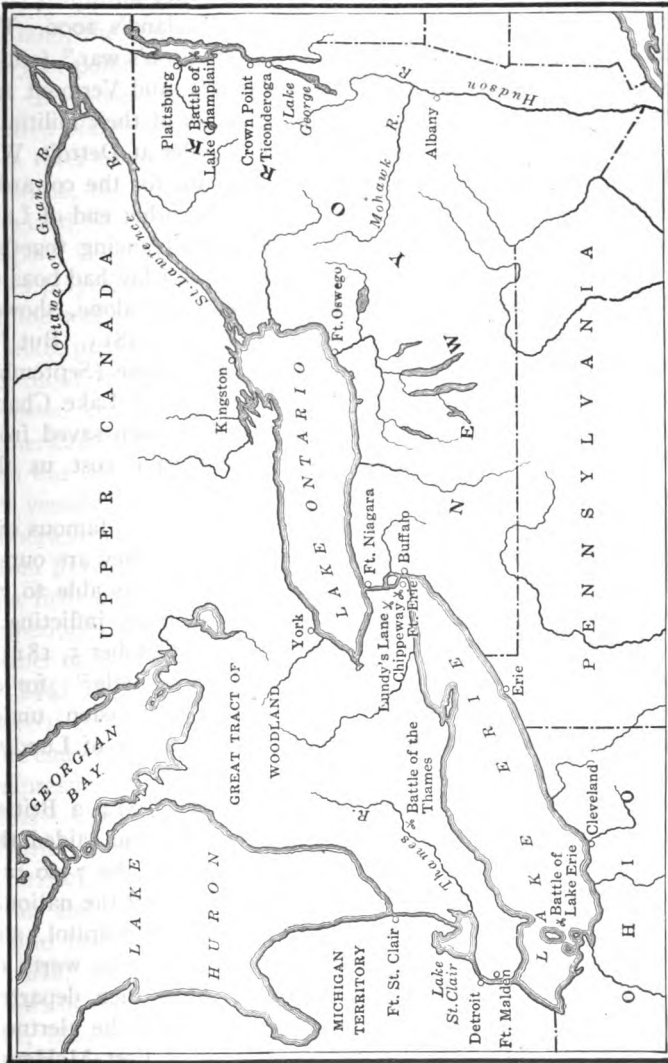 UPPER CANADA
Ottawa or Grand R.
St. Lawrence R.
Plattsburg
Battle of
Lake Champlain
Crown Point
Ticonderoga
Lake
George
Hudson R.
Albany
Mohawk R.
NEW YORK
Kingston
Ft. Oswego
LAKE ONTARIO
York
Ft. Niagara
Lundy's Lane
Chippeway
Buffalo
Ft. Erie
GEORGIAN
BAY
GREAT TRACT OF
WOODLAND
LAKE
HURON
Thames R.
Battle of the
Thames
MICHIGAN
TERRITORY
Ft. St. Clair
Lake
St. Clair
Detroit
Ft. Malden
LAKE ERIE
Battle of
Lake Erie
Erie
Cleveland
OHIO
PENNSYLVANIA